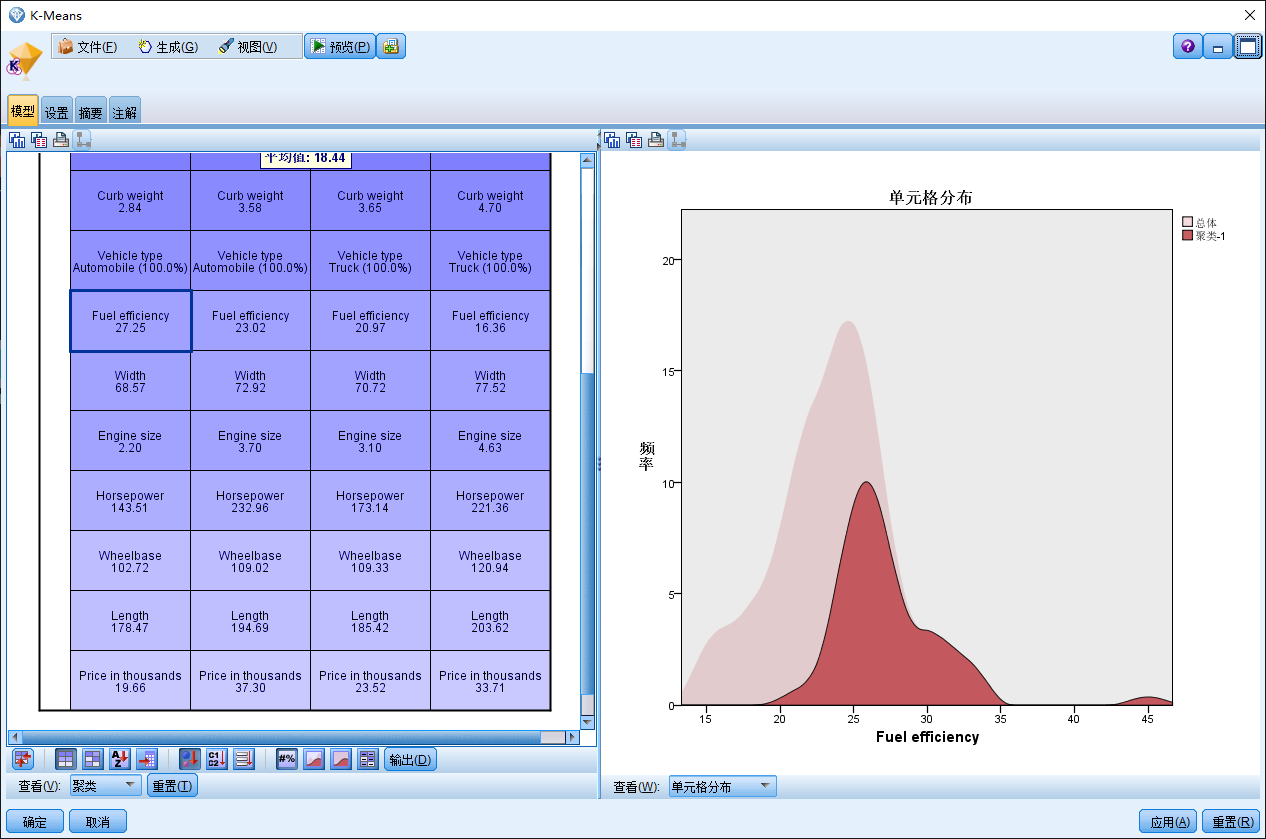 K-Means
文件(F) 生成(G) 视图(V) 预览(P)
模型 设置 摘要 注解
平均值: 18.44
Curb weight Curb weight Curb weight Curb weight
2.84 3.58 3.65 4.70
Vehicle type Vehicle type Vehicle type Vehicle type
Automobile (100.0%) Automobile (100.0%) Truck (100.0%) Truck (100.0%)
Fuel efficiency Fuel efficiency Fuel efficiency Fuel efficiency
27.25 23.02 20.97 16.36
Width Width Width Width
68.57 72.92 70.72 77.52
Engine size Engine size Engine size Engine size
2.20 3.70 3.10 4.63
Horsepower Horsepower Horsepower Horsepower
143.51 232.96 173.14 221.36
Wheelbase Wheelbase Wheelbase Wheelbase
102.72 109.02 109.33 120.94
Length Length Length Length
178.47 194.69 185.42 203.62
Price in thousands Price in thousands Price in thousands Price in thousands
19.66 37.30 23.52 33.71
输出(D)
查看(V): 聚类 重置(T)
单元格分布
总体
聚类-1
20
15
10
5
0
频率
15 20 25 30 35 40 45
Fuel efficiency
查看(W): 单元格分布
确定 取消 应用(A) 重置(R)